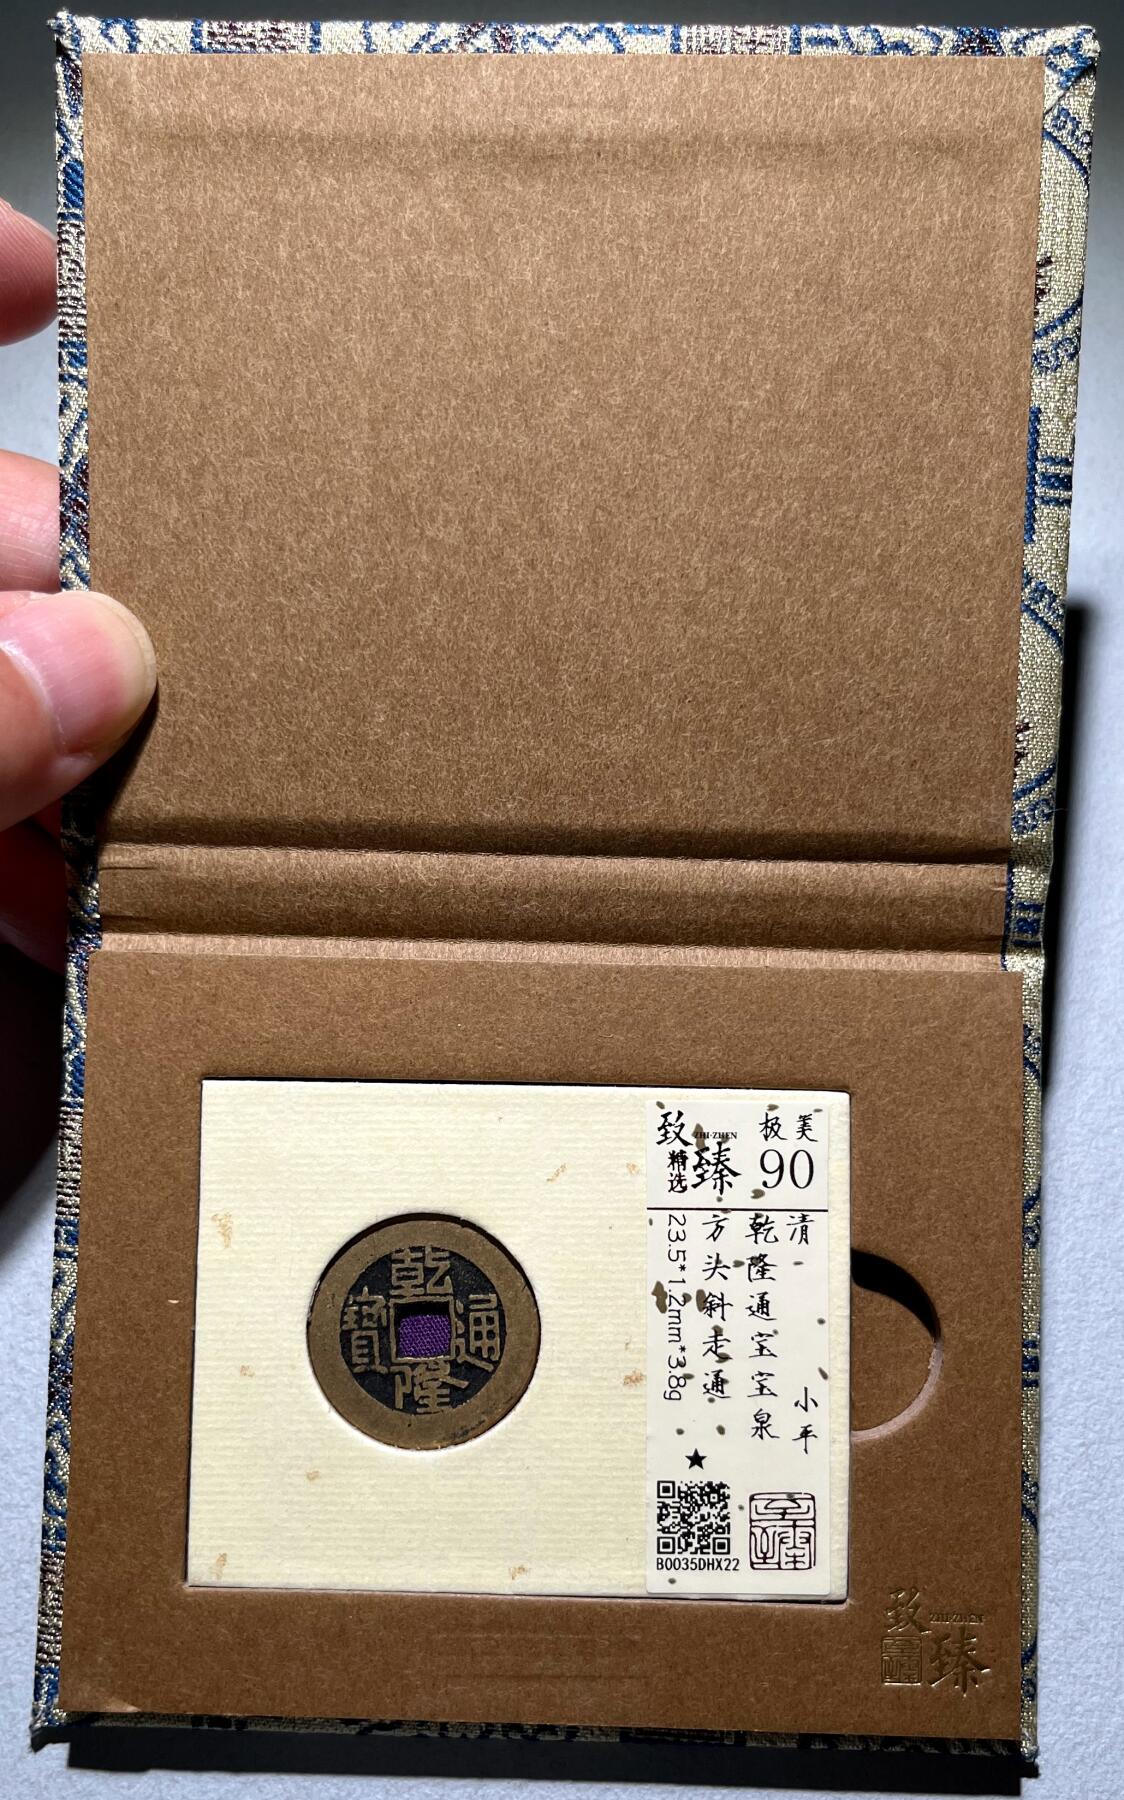 乾隆通寶
致臻
ZHI·ZHEN
精选
极美
90
清 小平
乾隆通宝宝泉
方头斜走通
23.5*1.2mm*3.8g
★
B0035DHX22
致臻
ZHI·ZHEN